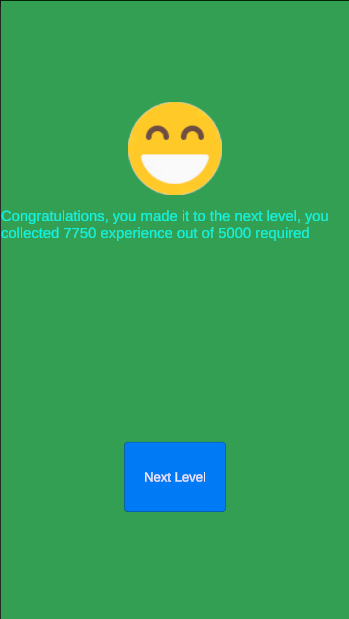 Congratulations, you made it to the next level, you
collected 7750 experience out of 5000 required
Next Level